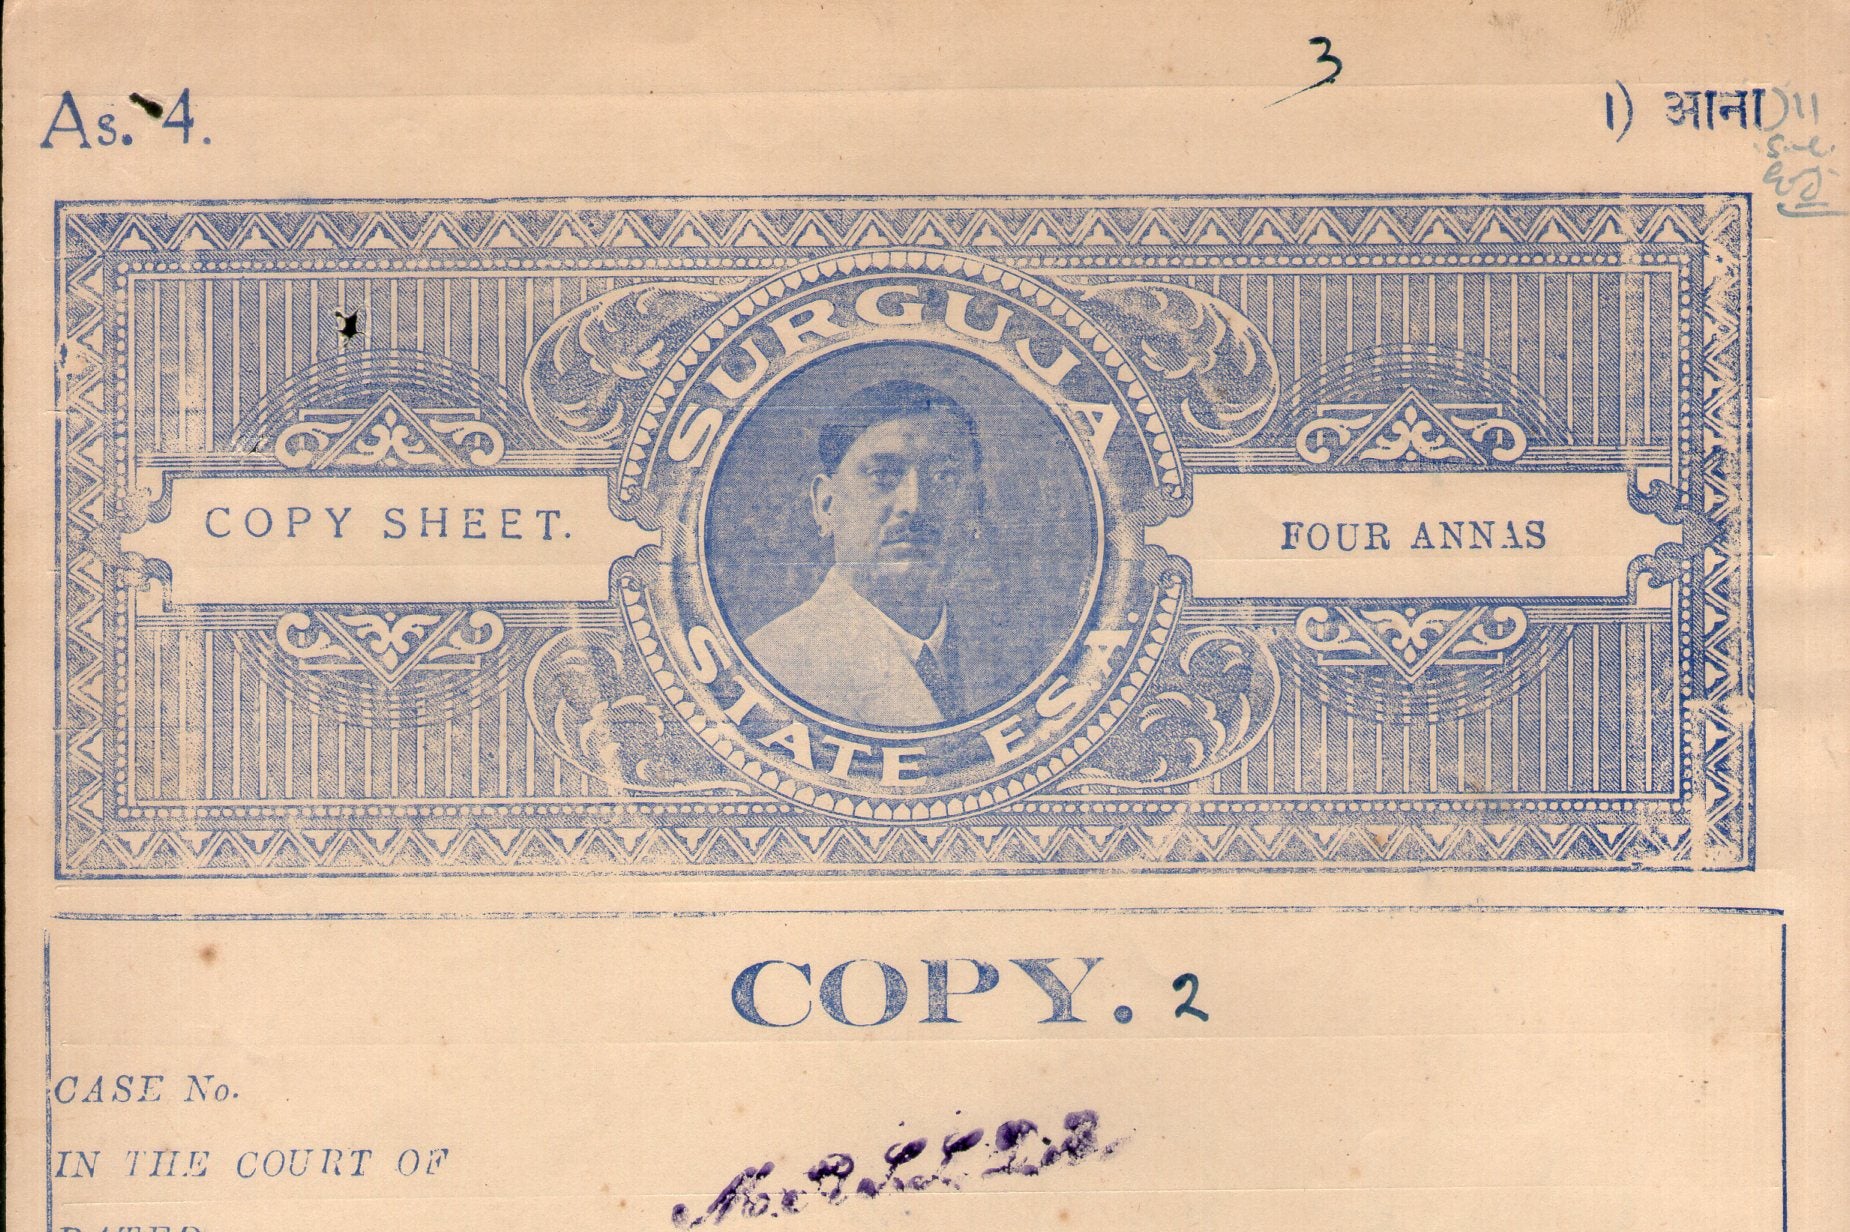 3
As. 4. ।) आना
SURGUJA
COPY SHEET. FOUR ANNAS
STATE ESA.
COPY. 2
CASE No.
IN THE COURT OF
DATED